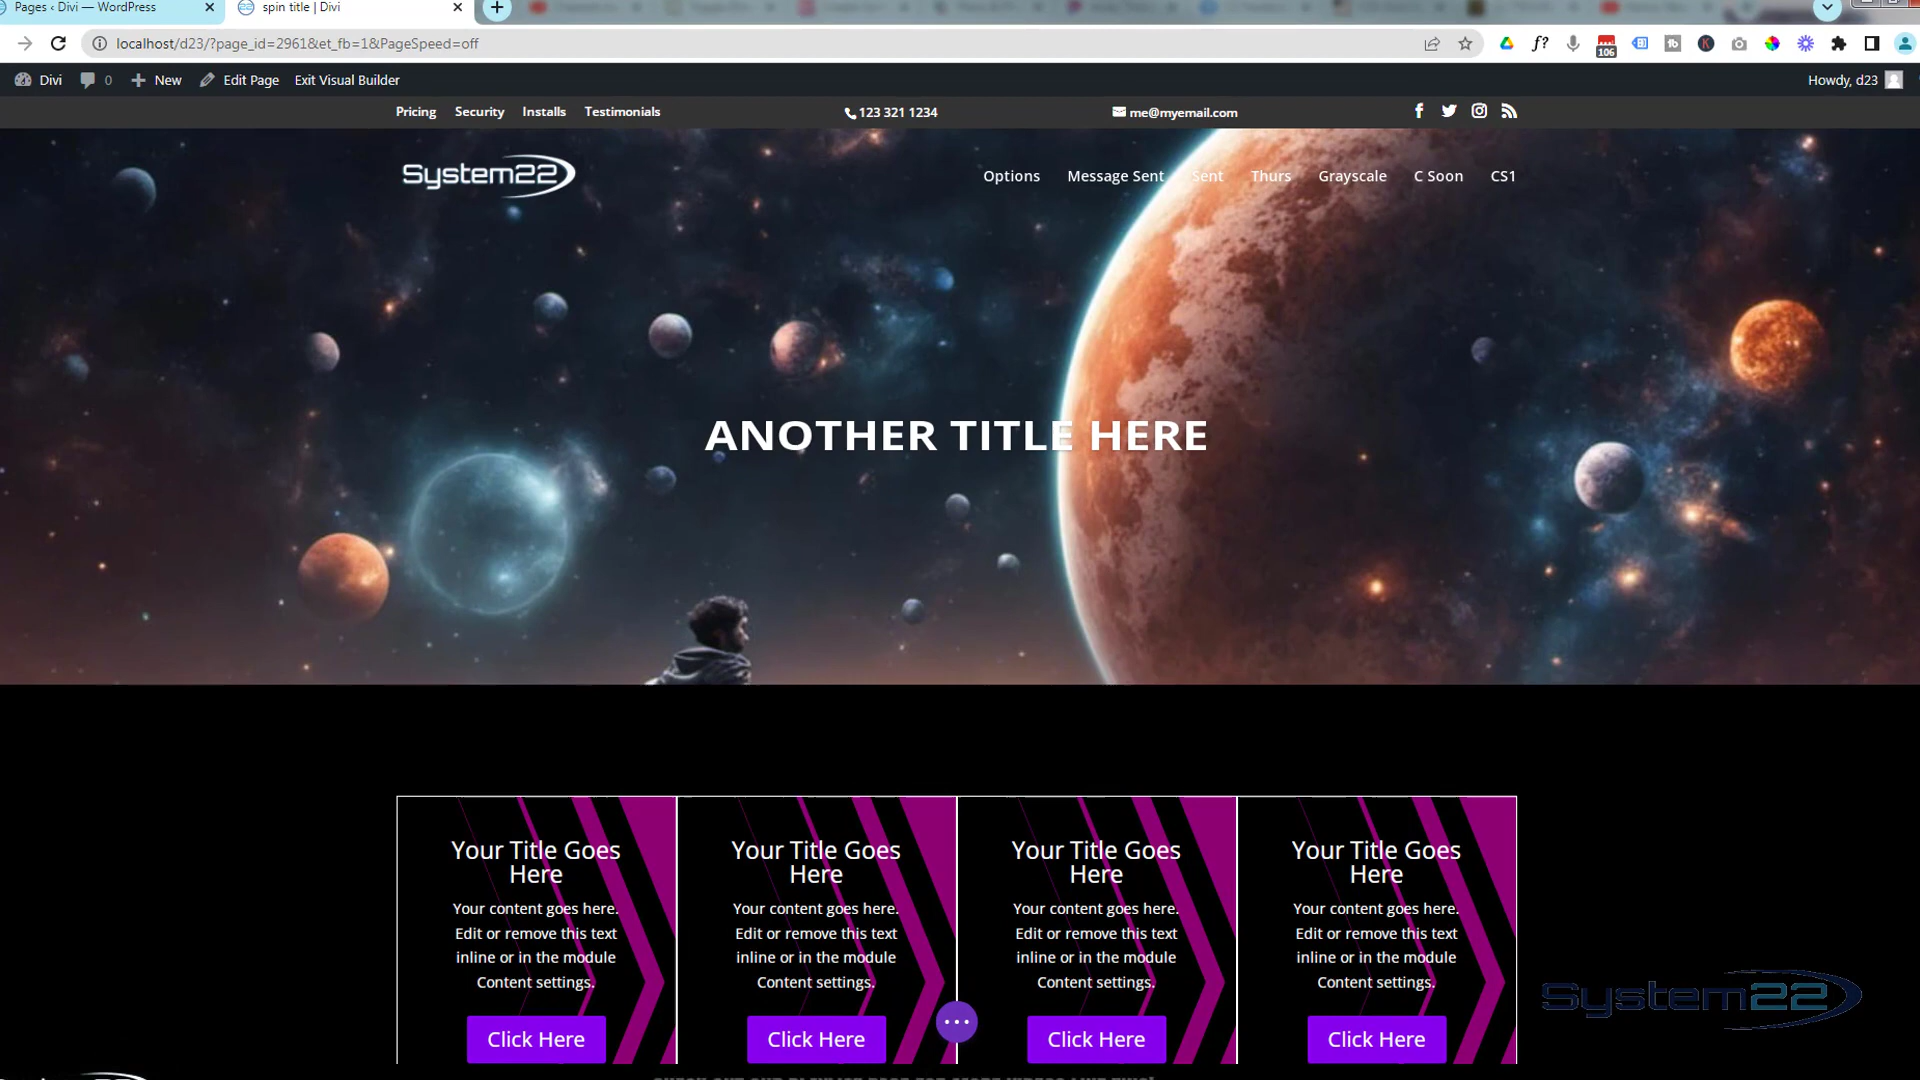 Pages ‹ Divi — WordPress
spin title | Divi
localhost/d23/?page_id=2961&et_fb=1&PageSpeed=off
f?
106
fb
K
Divi
0
New
Edit Page
Exit Visual Builder
Howdy, d23
Pricing
Security
Installs
Testimonials
123 321 1234
me@myemail.com
System22
Options
Message Sent
Sent
Thurs
Grayscale
C Soon
CS1
ANOTHER TITLE HERE
Your Title Goes
Here
Your content goes here.
Edit or remove this text
inline or in the module
Content settings.
Click Here
Your Title Goes
Here
Your content goes here.
Edit or remove this text
inline or in the module
Content settings.
Click Here
Your Title Goes
Here
Your content goes here.
Edit or remove this text
inline or in the module
Content settings.
Click Here
Your Title Goes
Here
Your content goes here.
Edit or remove this text
inline or in the module
Content settings.
Click Here
System22